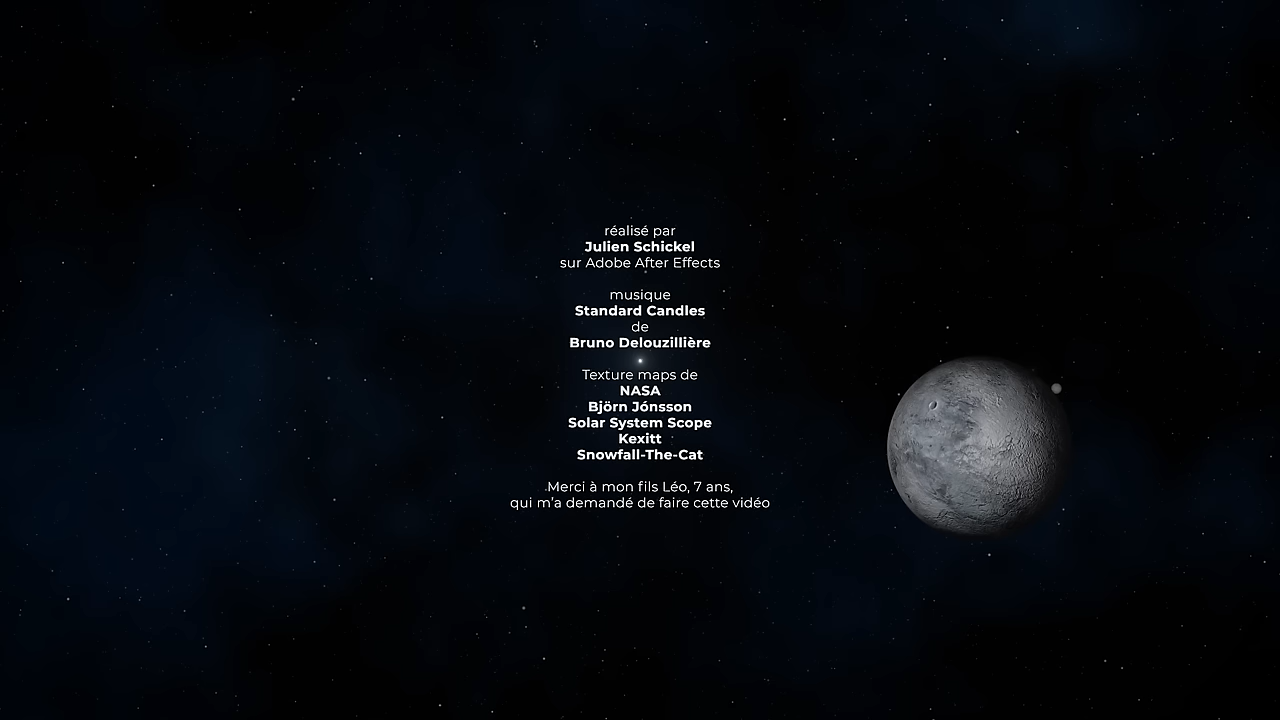 réalisé par
Julien Schickel
sur Adobe After Effects
musique
Standard Candles
de
Bruno Delouzillière
Texture maps de
NASA
Björn Jónsson
Solar System Scope
Kexitt
Snowfall-The-Cat
Merci à mon fils Léo, 7 ans,
qui m'a demandé de faire cette vidéo